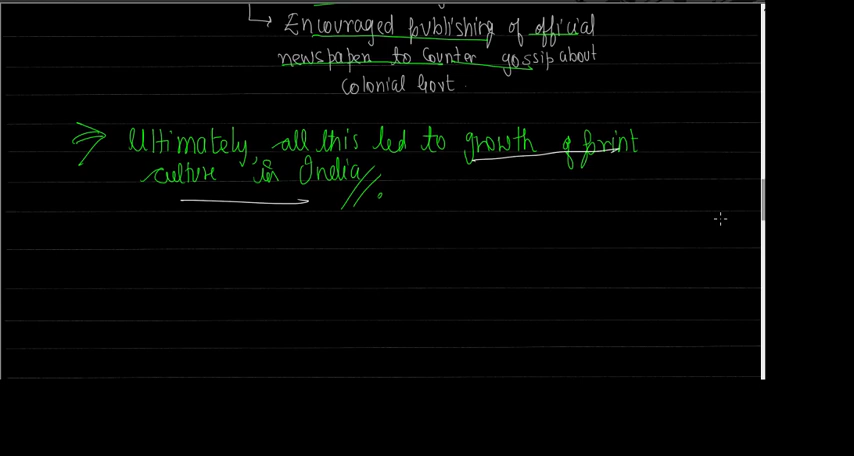 Encouraged publishing of official
newspaper to counter gossip about
colonial Govt.
Ultimately, all this led to growth of print
culture in India